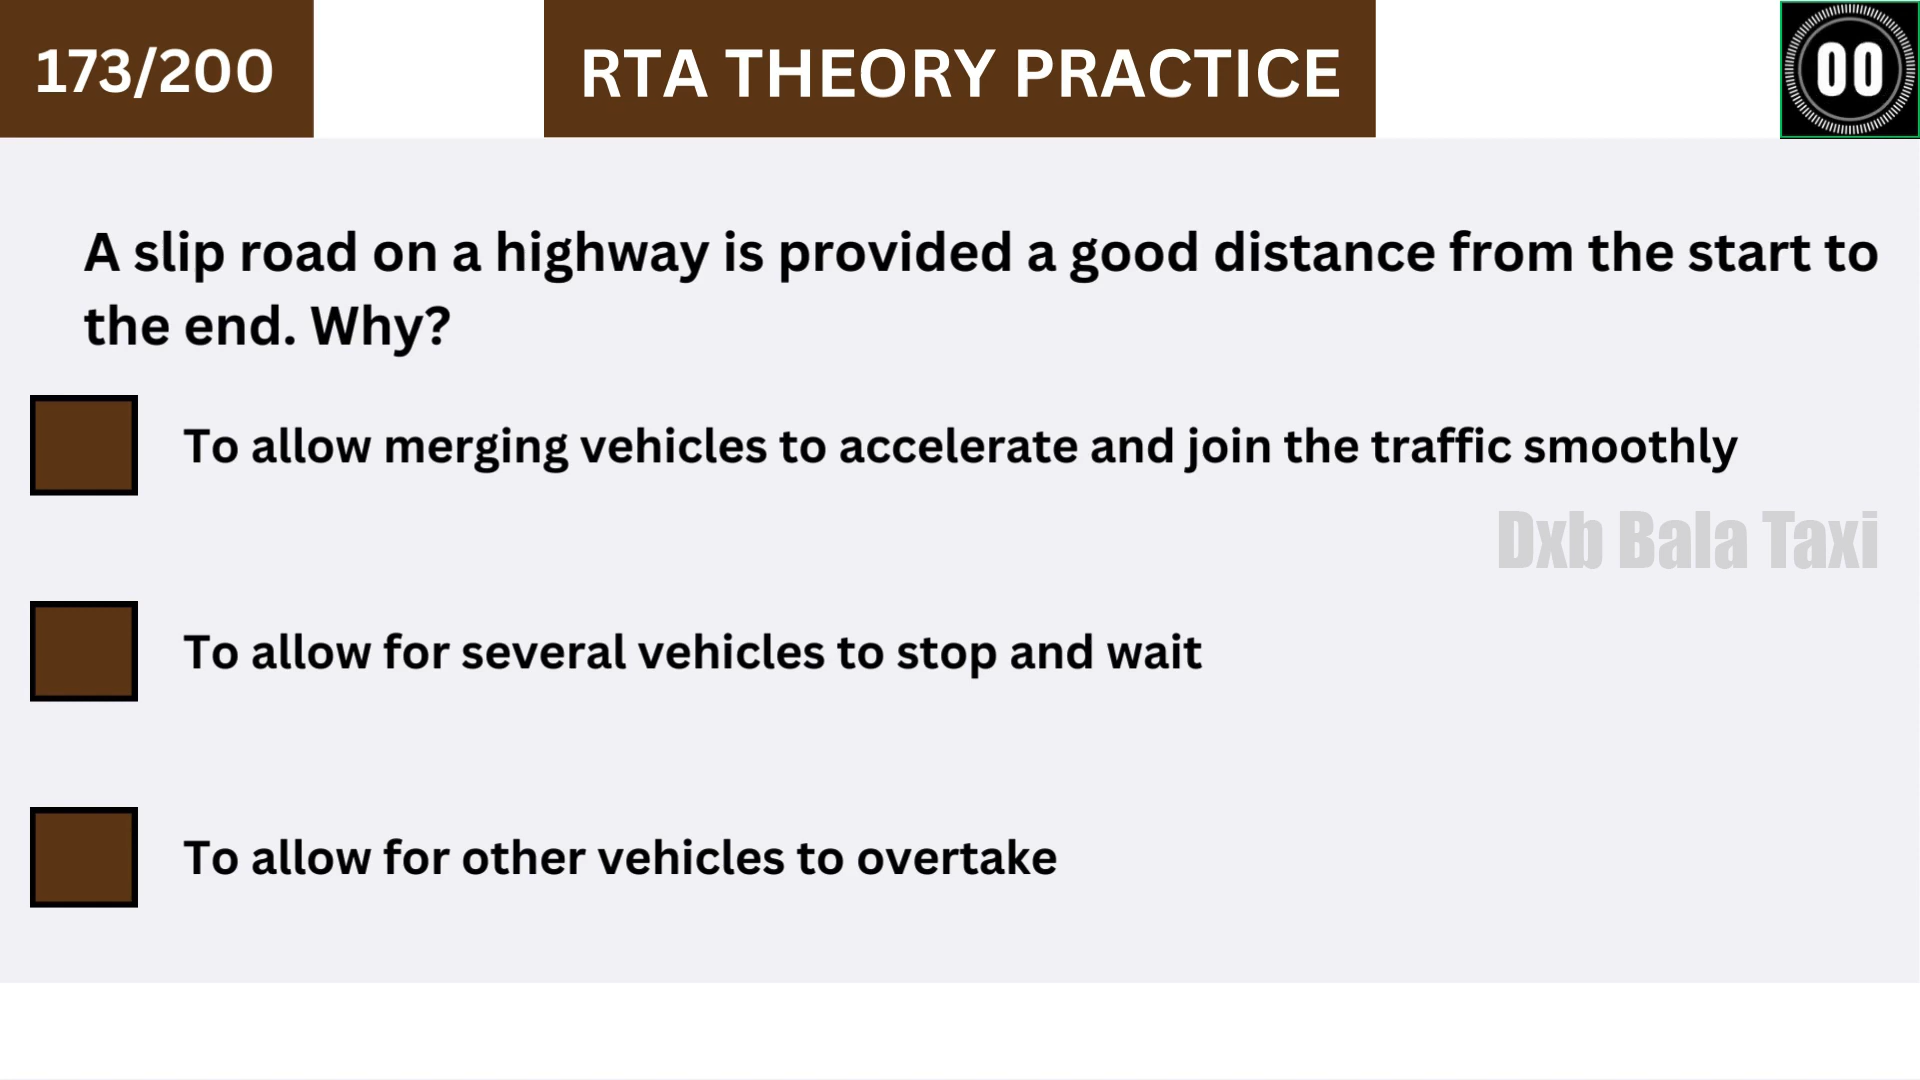 173/200
RTA THEORY PRACTICE
00
A slip road on a highway is provided a good distance from the start to
the end. Why?
To allow merging vehicles to accelerate and join the traffic smoothly
Dxb Bala Taxi
To allow for several vehicles to stop and wait
To allow for other vehicles to overtake